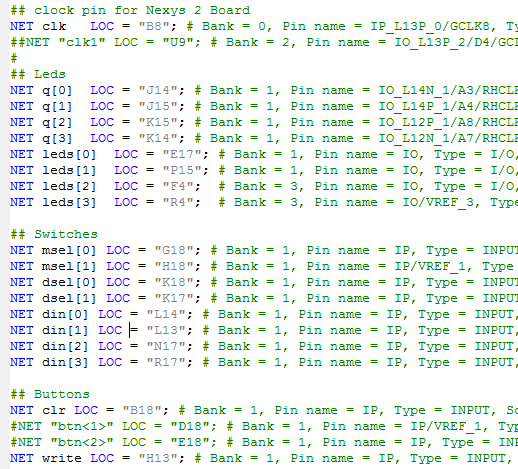 ## clock pin for Nexys 2 Board
NET clk   LOC = "B8"; # Bank = 0, Pin name = IP_L13P_0/GCLK8, Ty
##NET "clk1" LOC = "U9"; # Bank = 2, Pin name = IO_L13P_2/D4/GC
#
## Leds
NET q[0]  LOC = "J14"; # Bank = 1, Pin name = IO_L14N_1/A3/RHCLK
NET q[1]  LOC = "J15"; # Bank = 1, Pin name = IO_L14P_1/A4/RHCLK
NET q[2]  LOC = "K15"; # Bank = 1, Pin name = IO_L12P_1/A8/RHCLK
NET q[3]  LOC = "K14"; # Bank = 1, Pin name = IO_L12N_1/A7/RHCLK
NET leds[0]  LOC = "E17"; # Bank = 1, Pin name = IO, Type = I/O,
NET leds[1]  LOC = "P15"; # Bank = 1, Pin name = IO, Type = I/O,
NET leds[2]  LOC = "F4";  # Bank = 3, Pin name = IO, Type = I/O,
NET leds[3]  LOC = "R4";  # Bank = 3, Pin name = IO/VREF_3, Type
## Switches
NET msel[0] LOC = "G18"; # Bank = 1, Pin name = IP, Type = INPUT
NET msel[1] LOC = "H18"; # Bank = 1, Pin name = IP/VREF_1, Type
NET dsel[0] LOC = "K18"; # Bank = 1, Pin name = IP, Type = INPUT
NET dsel[1] LOC = "K17"; # Bank = 1, Pin name = IP, Type = INPUT
NET din[0] LOC = "L14"; # Bank = 1, Pin name = IP, Type = INPUT,
NET din[1] LOC = "L13"; # Bank = 1, Pin name = IP, Type = INPUT,
NET din[2] LOC = "N17"; # Bank = 1, Pin name = IP, Type = INPUT,
NET din[3] LOC = "R17"; # Bank = 1, Pin name = IP, Type = INPUT,
## Buttons
NET clr LOC = "B18"; # Bank = 1, Pin name = IP, Type = INPUT, Sc
#NET "btn<1>" LOC = "D18"; # Bank = 1, Pin name = IP/VREF_1, Typ
#NET "btn<2>" LOC = "E18"; # Bank = 1, Pin name = IP, Type = INP
NET write LOC = "H13"; # Bank = 1, Pin name = IP, Type = INPUT,